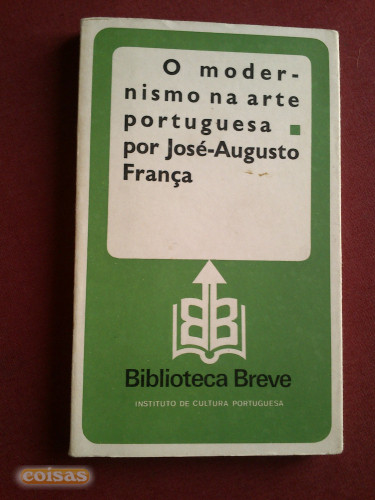 O moder-
nismo na arte
portuguesa
por José-Augusto
França
Biblioteca Breve
INSTITUTO DE CULTURA PORTUGUESA
coisas